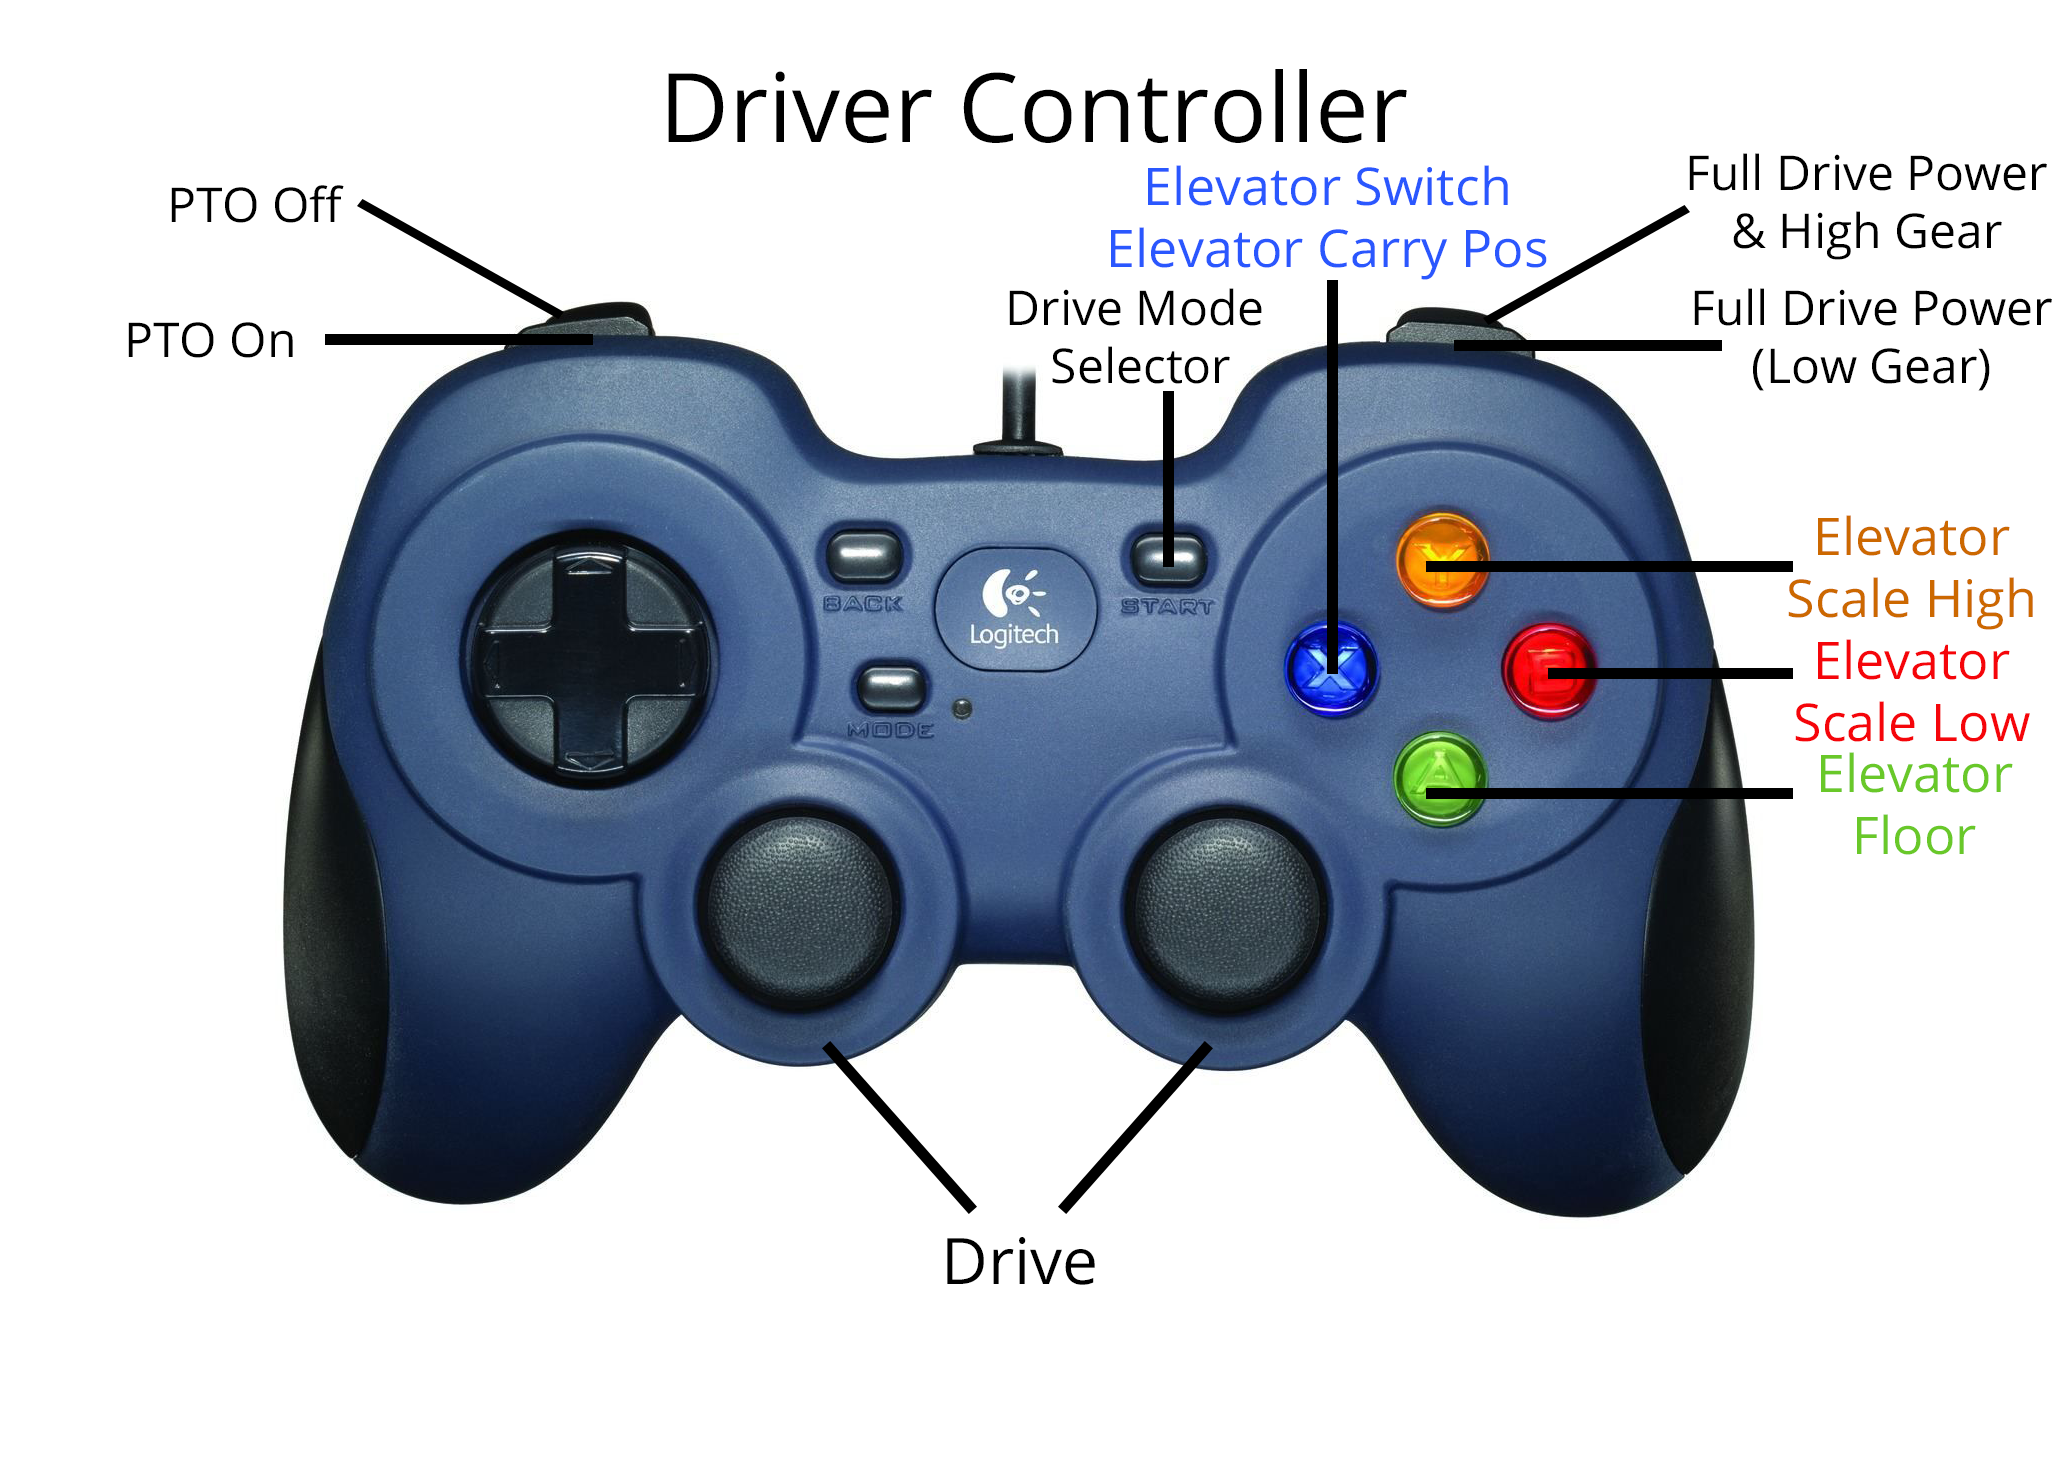 Driver Controller
PTO Off
PTO On
Elevator Switch
Elevator Carry Pos
Drive Mode
Selector
Full Drive Power
& High Gear
Full Drive Power
(Low Gear)
BACK
START
Logitech
MODE
Y
X
B
A
Elevator
Scale High
Elevator
Scale Low
Elevator
Floor
Drive